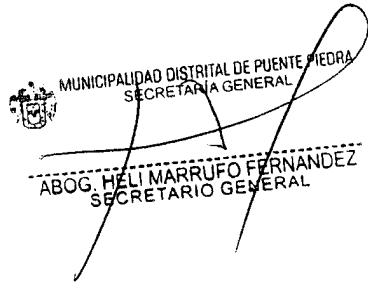 MUNICIPALIDAD DISTRITAL DE PUENTE PIEDRA
SECRETARÍA GENERAL
ABOG. HELI MARRUFO FERNANDEZ
SECRETARIO GENERAL